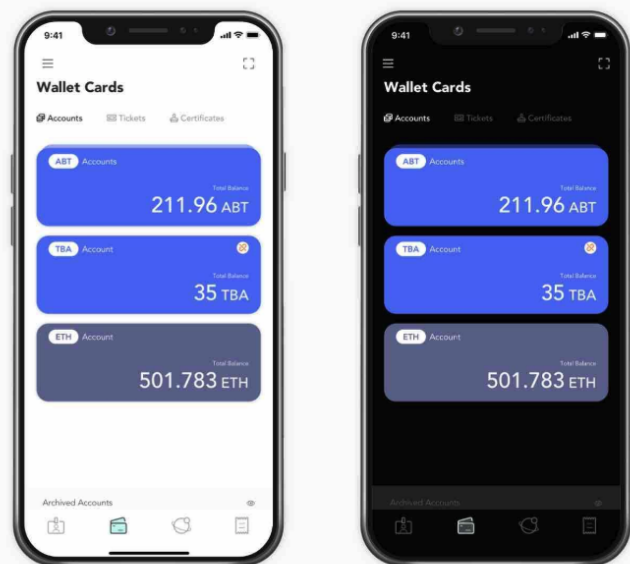 9:41
Wallet Cards
Accounts Tickets Certificates
ABT Accounts
Total Balance
211.96 ABT
TBA Account
Total Balance
35 TBA
ETH Account
Total Balance
501.783 ETH
Archived Accounts
9:41
Wallet Cards
Accounts Tickets Certificates
ABT Accounts
Total Balance
211.96 ABT
TBA Account
Total Balance
35 TBA
ETH Account
Total Balance
501.783 ETH
Archived Accounts